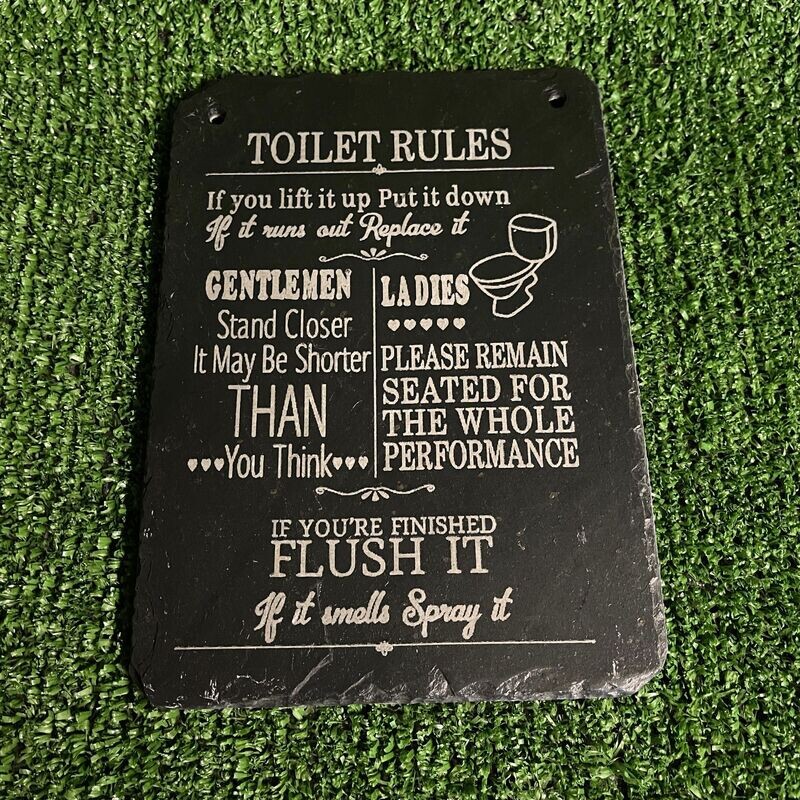 TOILET RULES
If you lift it up Put it down
If it runs out Replace it
GENTLEMEN
Stand Closer
It May Be Shorter
THAN
You Think
LADIES
PLEASE REMAIN
SEATED FOR
THE WHOLE
PERFORMANCE
IF YOU'RE FINISHED
FLUSH IT
If it smells Spray it